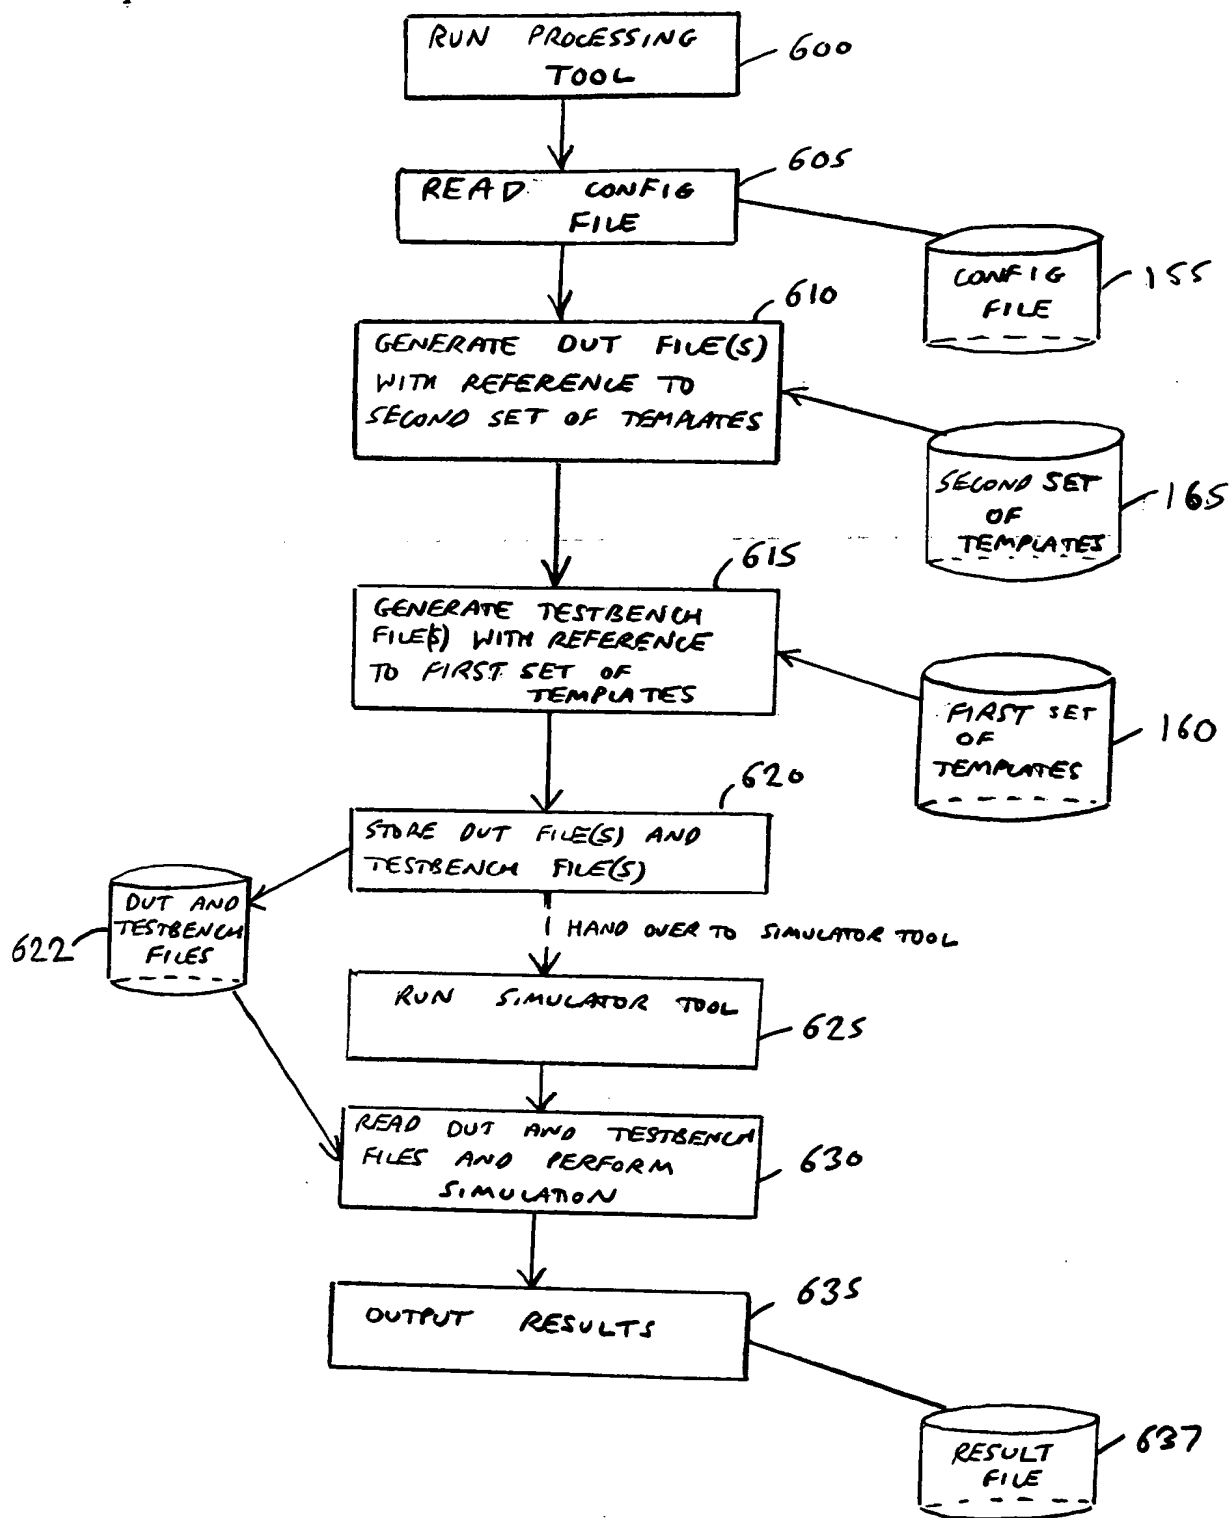 RUN PROCESSING
TOOL
600
READ CONFIG
FILE
605
CONFIG
FILE
155
610
GENERATE DUT FILE(S)
WITH REFERENCE TO
SECOND SET OF TEMPLATES
SECOND SET
OF
TEMPLATES
165
615
GENERATE TESTBENCH
FILE(S) WITH REFERENCE
TO FIRST SET OF
TEMPLATES
FIRST SET
OF
TEMPLATES
160
620
STORE DUT FILE(S) AND
TESTBENCH FILE(S)
DUT AND
TESTBENCH
FILES
622
HAND OVER TO SIMULATOR TOOL
RUN SIMULATOR TOOL
625
READ DUT AND TESTBENCH
FILES AND PERFORM
SIMULATION
630
OUTPUT RESULTS
635
RESULT
FILE
637